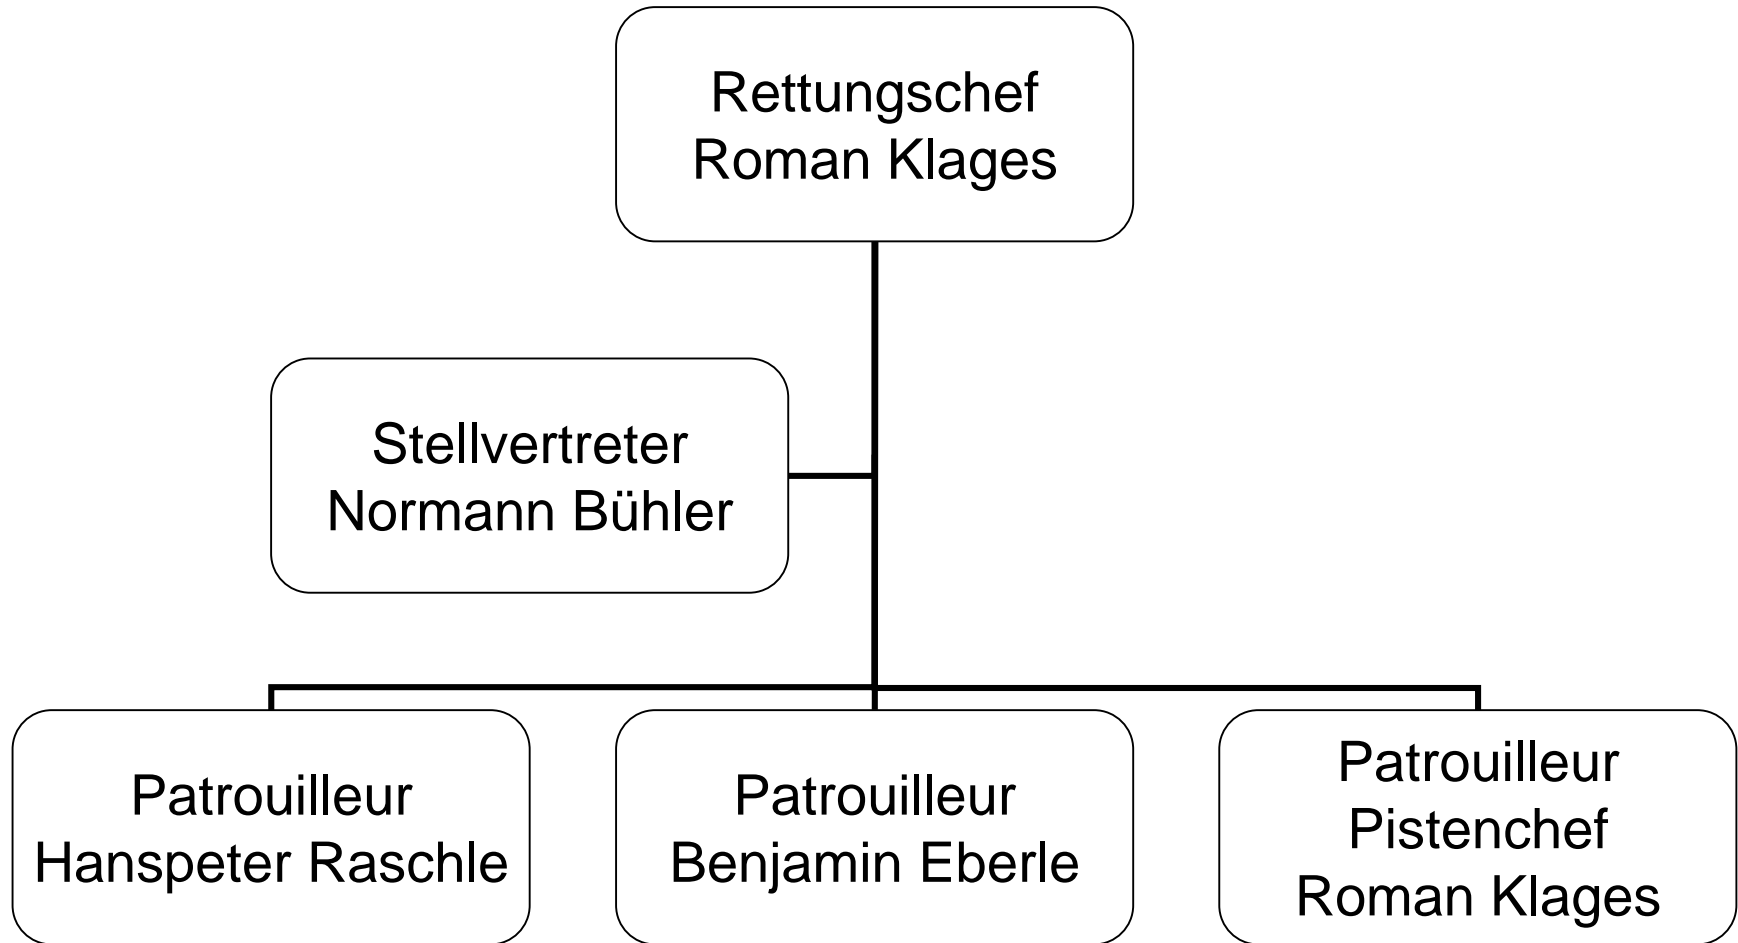 Rettungschef
Roman Klages
Stellvertreter
Normann Bühler
Patrouilleur
Hanspeter Raschle
Patrouilleur
Benjamin Eberle
Patrouilleur
Pistenchef
Roman Klages